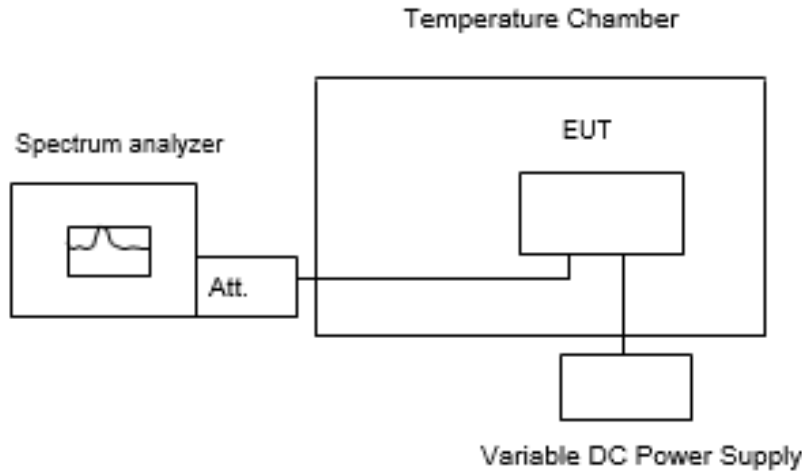 Temperature Chamber
Spectrum analyzer
EUT
Att.
Variable DC Power Supply